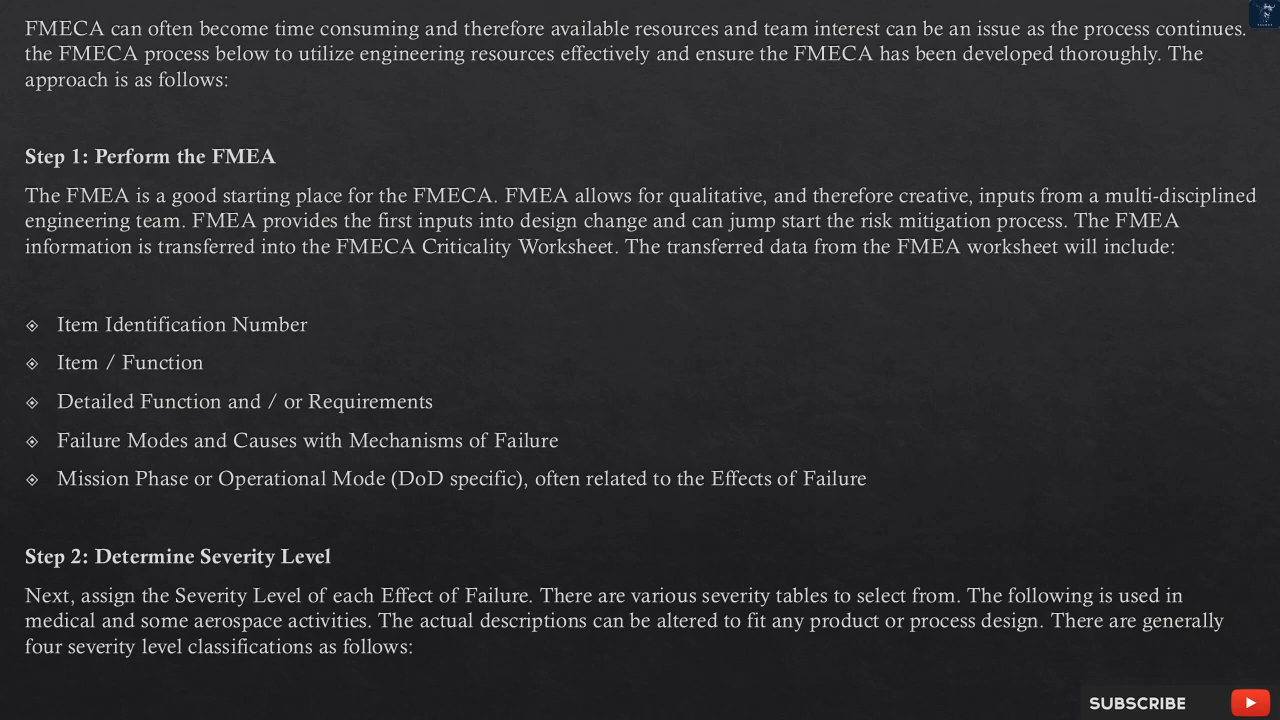 FMECA can often become time consuming and therefore available resources and team interest can be an issue as the process continues.
the FMECA process below to utilize engineering resources effectively and ensure the FMECA has been developed thoroughly. The
approach is as follows:
Step 1: Perform the FMEA
The FMEA is a good starting place for the FMECA. FMEA allows for qualitative, and therefore creative, inputs from a multi-disciplined
engineering team. FMEA provides the first inputs into design change and can jump start the risk mitigation process. The FMEA
information is transferred into the FMECA Criticality Worksheet. The transferred data from the FMEA worksheet will include:
Item Identification Number
Item / Function
Detailed Function and / or Requirements
Failure Modes and Causes with Mechanisms of Failure
Mission Phase or Operational Mode (DoD specific), often related to the Effects of Failure
Step 2: Determine Severity Level
Next, assign the Severity Level of each Effect of Failure. There are various severity tables to select from. The following is used in
medical and some aerospace activities. The actual descriptions can be altered to fit any product or process design. There are generally
four severity level classifications as follows:
SUBSCRIBE